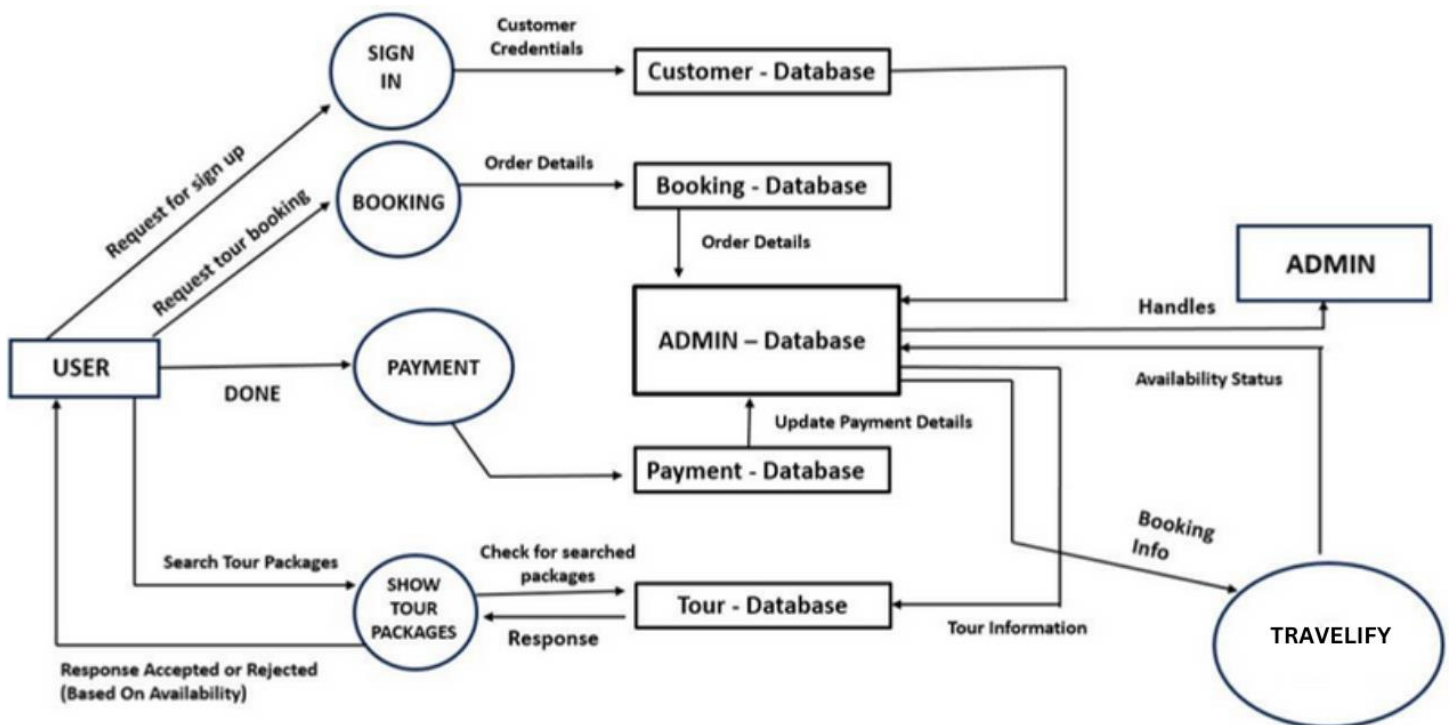 Customer
Credentials
SIGN
IN
Customer - Database
Request for sign up
Order Details
BOOKING
Booking - Database
Request tour booking
Order Details
ADMIN
Handles
ADMIN – Database
USER
PAYMENT
DONE
Availability Status
Update Payment Details
Payment - Database
Booking
Info
Search Tour Packages
Check for searched
packages
SHOW
TOUR
PACKAGES
Tour - Database
Response
Tour Information
TRAVELIFY
Response Accepted or Rejected
(Based On Availability)